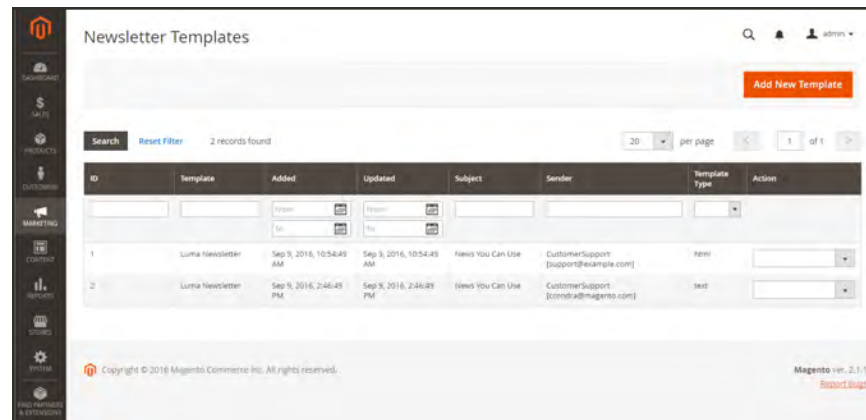 Newsletter Templates
admin
DASHBOARD
Add New Template
SALES
Search Reset Filter 2 records found 20 per page 1 of 1
PRODUCTS
ID Template Added Updated Subject Sender Template Type Action
CUSTOMERS
From From
MARKETING
To To
CONTENT
1 Luma Newsletter Sep 9, 2016, 10:54:49 AM Sep 9, 2016, 10:54:49 AM News You Can Use CustomerSupport [support@example.com] html
REPORTS
2 Luma Newsletter Sep 9, 2016, 2:46:49 PM Sep 9, 2016, 2:46:49 PM News You Can Use CustomerSupport text
STORES
SYSTEM
Copyright © 2016 Magento Commerce Inc. All rights reserved. Magento ver. 2.1.1
Report Bugs
FIND PARTNERS
& EXTENSIONS